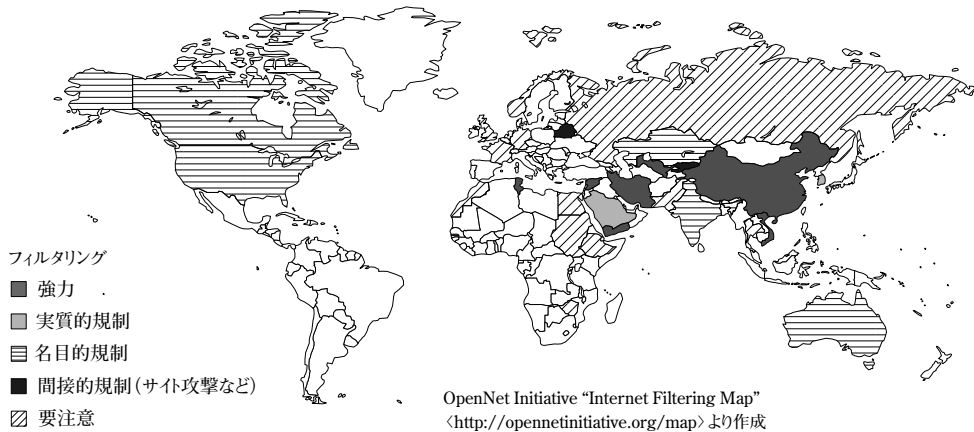 フィルタリング
強力
実質的規制
名目的規制
間接的規制（サイト攻撃など）
要注意
OpenNet Initiative “Internet Filtering Map”
〈http://opennetinitiative.org/map〉より作成